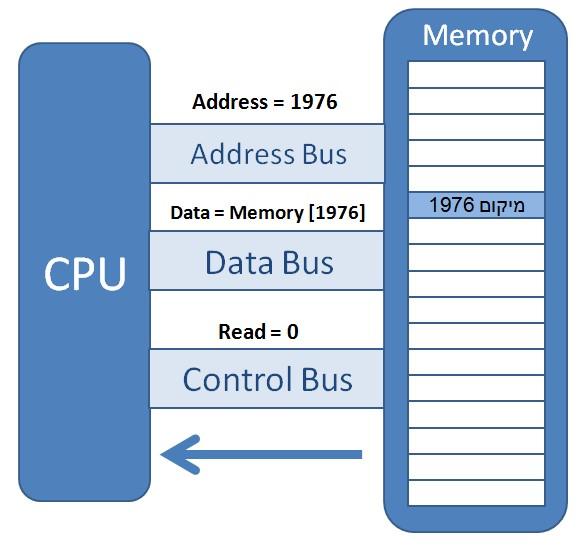 Memory
Address = 1976
Address Bus
מיקום 1976
Data = Memory [1976]
CPU
Data Bus
Read = 0
Control Bus